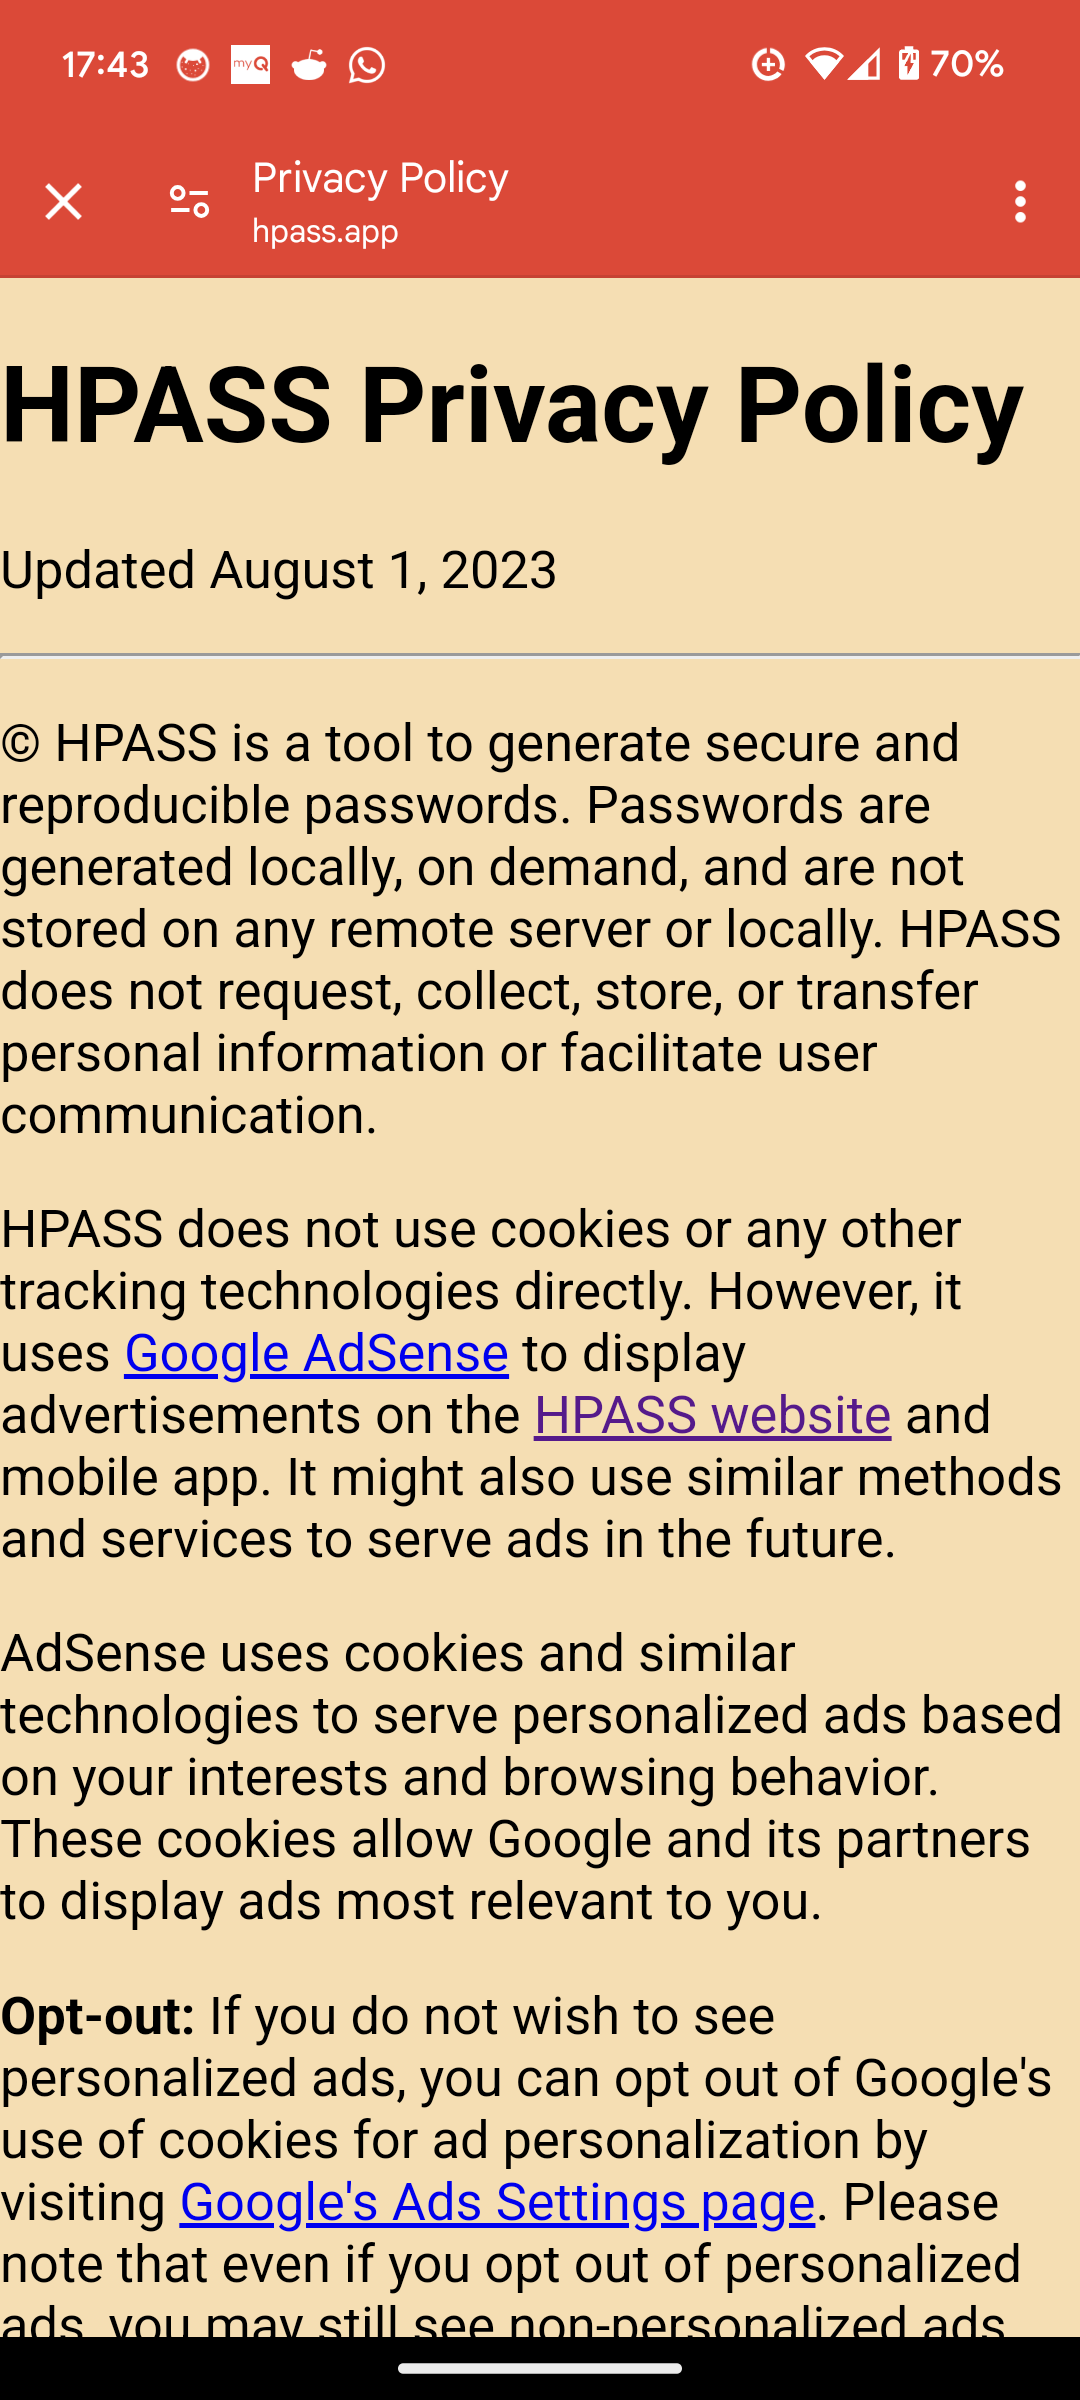 17:43 myQ 70%
Privacy Policy
hpass.app
HPASS Privacy Policy
Updated August 1, 2023
© HPASS is a tool to generate secure and
reproducible passwords. Passwords are
generated locally, on demand, and are not
stored on any remote server or locally. HPASS
does not request, collect, store, or transfer
personal information or facilitate user
communication.
HPASS does not use cookies or any other
tracking technologies directly. However, it
uses Google AdSense to display
advertisements on the HPASS website and
mobile app. It might also use similar methods
and services to serve ads in the future.
AdSense uses cookies and similar
technologies to serve personalized ads based
on your interests and browsing behavior.
These cookies allow Google and its partners
to display ads most relevant to you.
Opt-out: If you do not wish to see
personalized ads, you can opt out of Google's
use of cookies for ad personalization by
visiting Google's Ads Settings page. Please
note that even if you opt out of personalized
ads, you may still see non-personalized ads